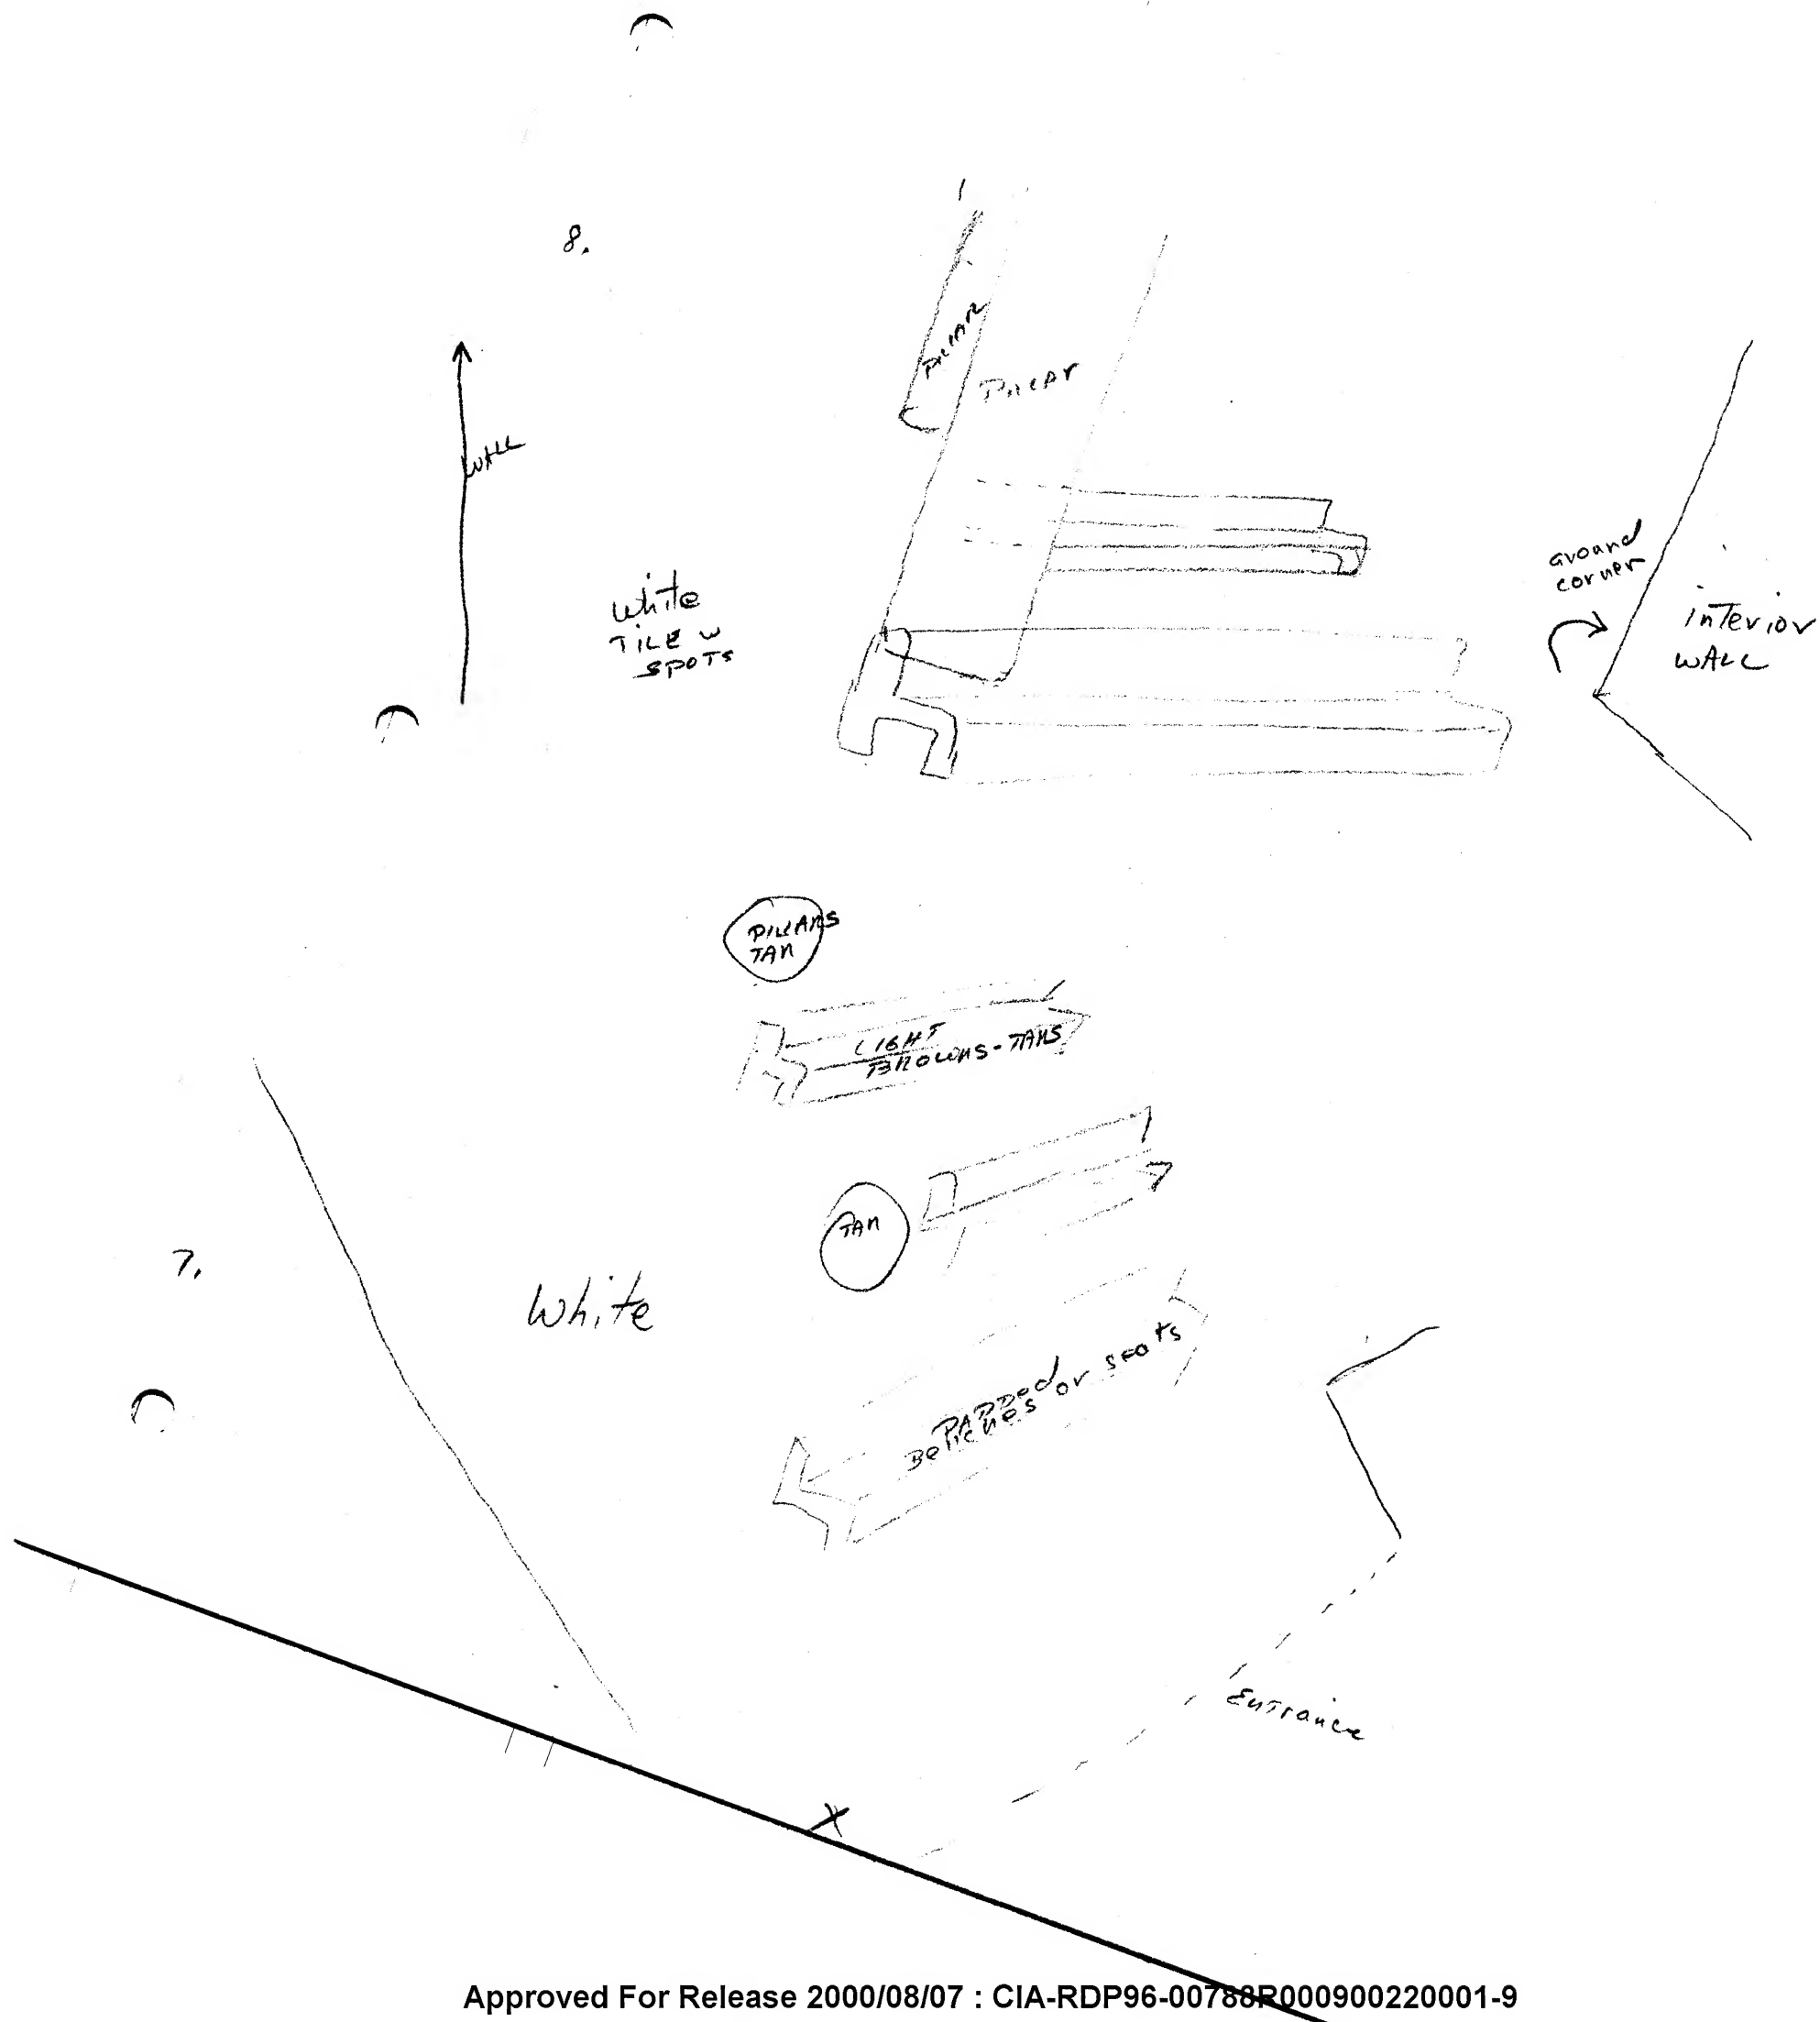 8.
PILLAR
PILLAR
WALL
around
corner
White
TILE W
SPOTS
interior
WALL
PILLARS
TAN
LIGHT
BROWNS-TANS
TAN
7.
White
PADDed
Benches or seats
Entrance
X
Approved For Release 2000/08/07 : CIA-RDP96-00788R000900220001-9